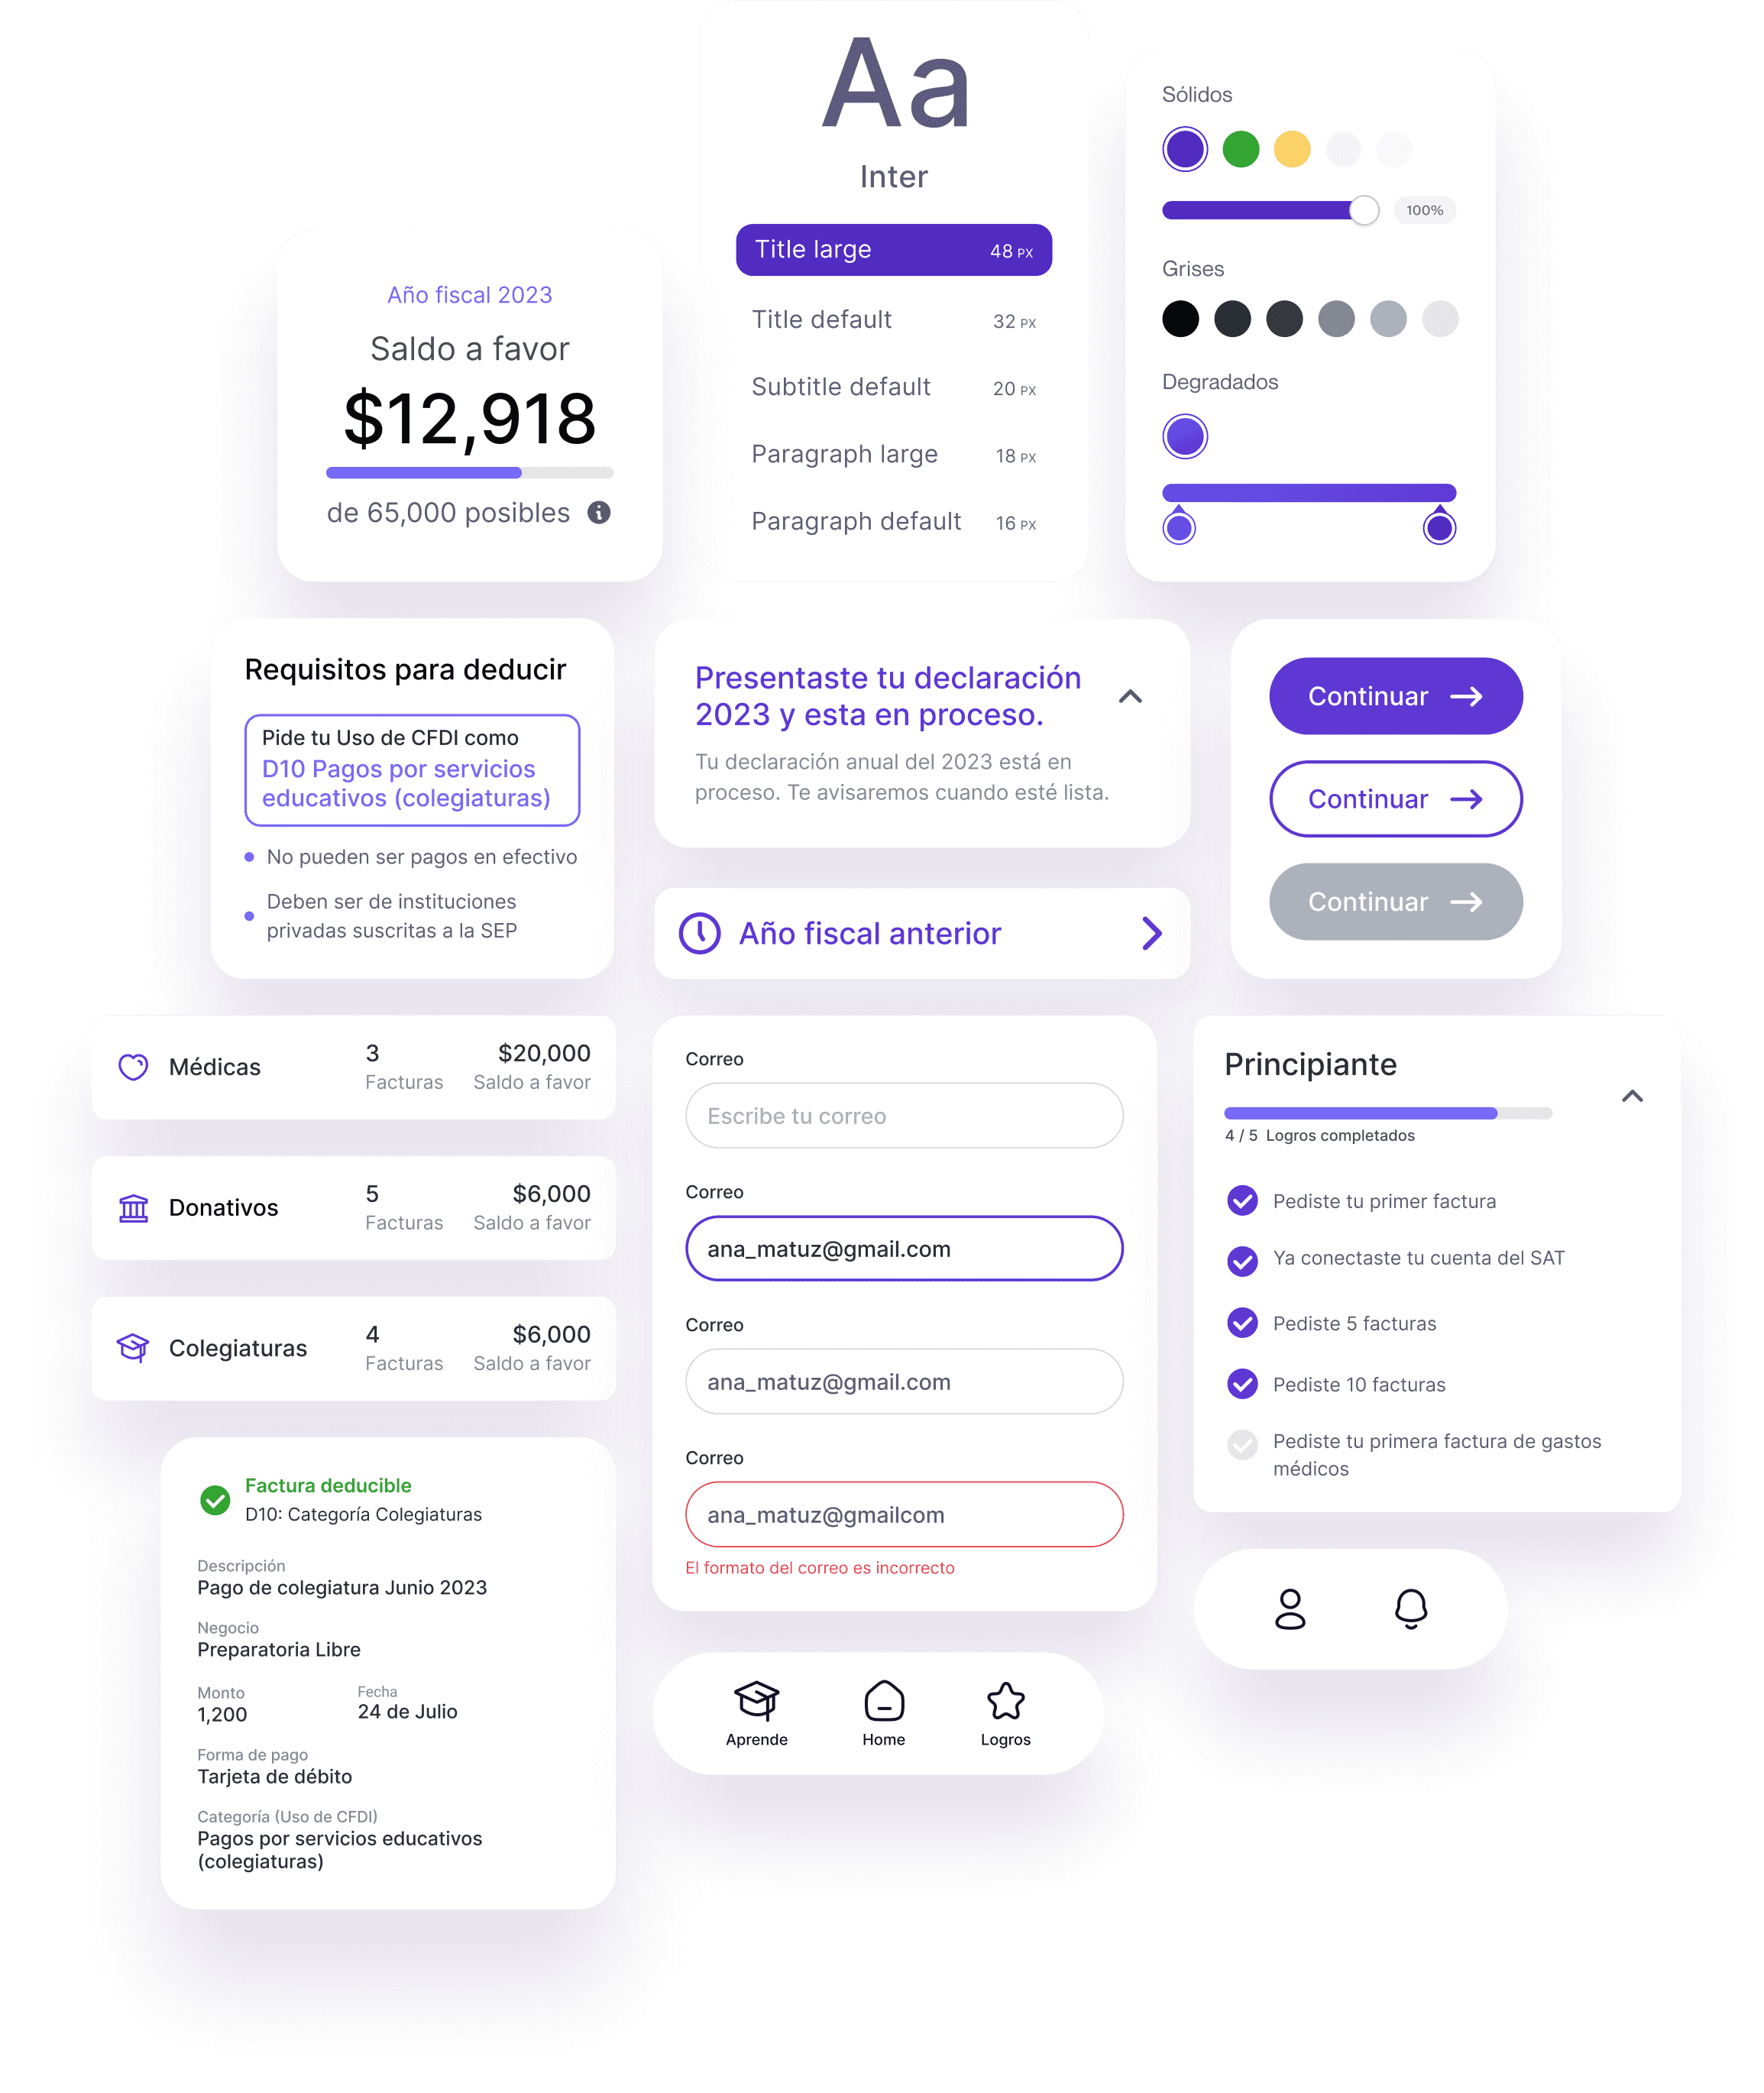 Aa
Inter
Title large 48 PX
Title default 32 PX
Subtitle default 20 PX
Paragraph large 18 PX
Paragraph default 16 PX
Sólidos
100%
Grises
Degradados
Año fiscal 2023
Saldo a favor
$12,918
de 65,000 posibles
Requisitos para deducir
Pide tu Uso de CFDI como
D10 Pagos por servicios
educativos (colegiaturas)
No pueden ser pagos en efectivo
Deben ser de instituciones
privadas suscritas a la SEP
Presentaste tu declaración
2023 y esta en proceso.
Tu declaración anual del 2023 está en
proceso. Te avisaremos cuando esté lista.
Año fiscal anterior
Continuar
Continuar
Continuar
Médicas
3
Facturas
$20,000
Saldo a favor
Donativos
5
Facturas
$6,000
Saldo a favor
Colegiaturas
4
Facturas
$6,000
Saldo a favor
Factura deducible
D10: Categoría Colegiaturas
Descripción
Pago de colegiatura Junio 2023
Negocio
Preparatoria Libre
Monto
1,200
Fecha
24 de Julio
Forma de pago
Tarjeta de débito
Categoría (Uso de CFDI)
Pagos por servicios educativos
(colegiaturas)
Correo
Escribe tu correo
Correo
ana_matuz@gmail.com
Correo
ana_matuz@gmail.com
Correo
ana_matuz@gmailcom
El formato del correo es incorrecto
Aprende
Home
Logros
Principiante
4 / 5 Logros completados
Pediste tu primer factura
Ya conectaste tu cuenta del SAT
Pediste 5 facturas
Pediste 10 facturas
Pediste tu primera factura de gastos
médicos